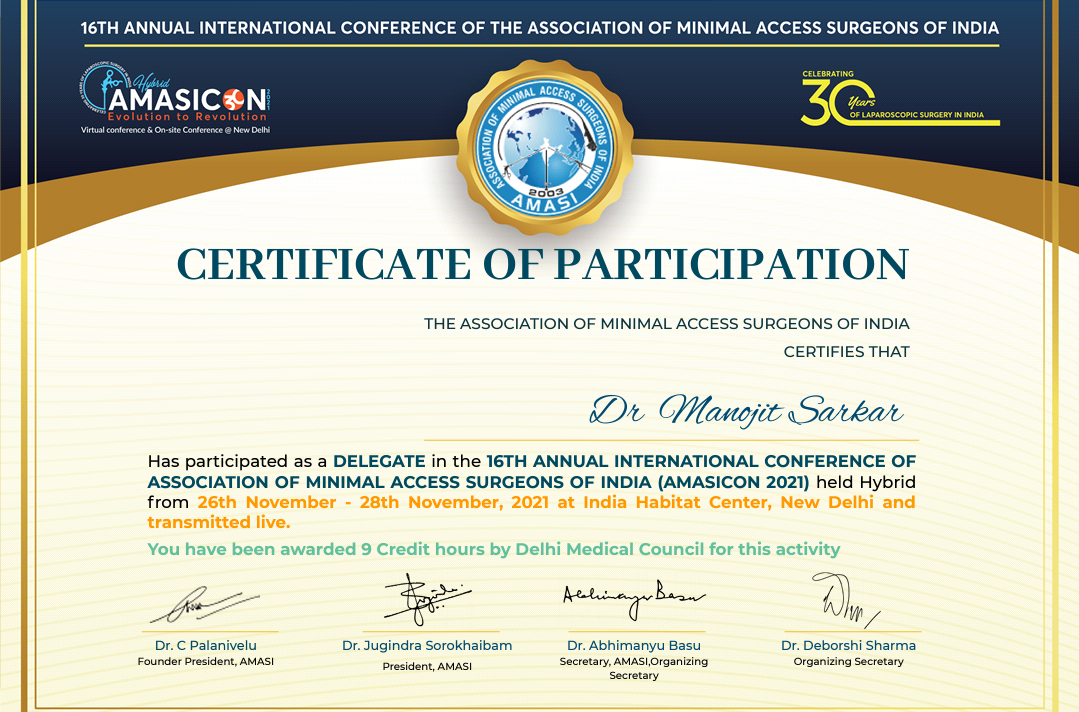 16TH ANNUAL INTERNATIONAL CONFERENCE OF THE ASSOCIATION OF MINIMAL ACCESS SURGEONS OF INDIA
Hybrid
AMASICON
2021
Evolution to Revolution
Virtual conference & On-site Conference @ New Delhi
ASSOCIATION OF MINIMAL ACCESS SURGEONS OF INDIA
2003
AMASI
CELEBRATING
30 Years
OF LAPAROSCOPIC SURGERY IN INDIA
CERTIFICATE OF PARTICIPATION
THE ASSOCIATION OF MINIMAL ACCESS SURGEONS OF INDIA
CERTIFIES THAT
Dr Manojit Sarkar
Has participated as a DELEGATE in the 16TH ANNUAL INTERNATIONAL CONFERENCE OF
ASSOCIATION OF MINIMAL ACCESS SURGEONS OF INDIA (AMASICON 2021) held Hybrid
from 26th November - 28th November, 2021 at India Habitat Center, New Delhi and
transmitted live.
You have been awarded 9 Credit hours by Delhi Medical Council for this activity
Abhimanyu Basu
Dr. C Palanivelu
Founder President, AMASI
Dr. Jugindra Sorokhaibam
President, AMASI
Dr. Abhimanyu Basu
Secretary, AMASI,Organizing
Secretary
Dr. Deborshi Sharma
Organizing Secretary